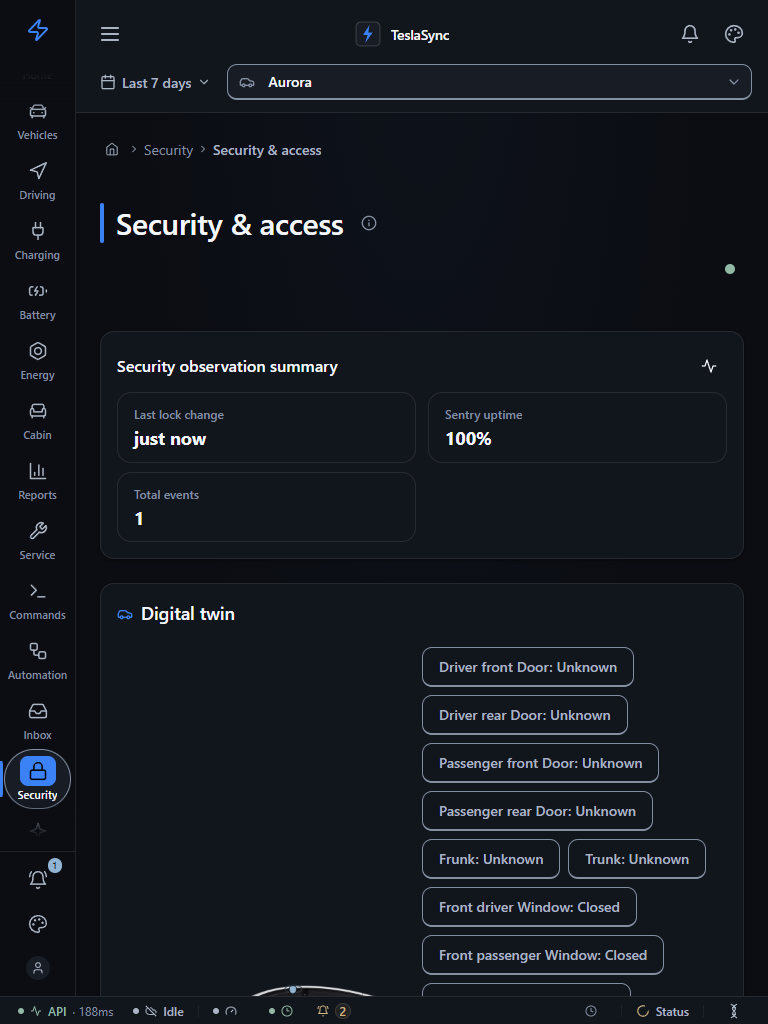 TeslaSync
Last 7 days
Aurora
Home
Vehicles
Driving
Charging
Battery
Energy
Cabin
Reports
Service
Commands
Automation
Inbox
Security
1
Security
Security & access
Security & access
Security observation summary
Last lock change
just now
Sentry uptime
100%
Total events
1
Digital twin
Driver front Door: Unknown
Driver rear Door: Unknown
Passenger front Door: Unknown
Passenger rear Door: Unknown
Frunk: Unknown
Trunk: Unknown
Front driver Window: Closed
Front passenger Window: Closed
API · 188ms
Idle
2
Status